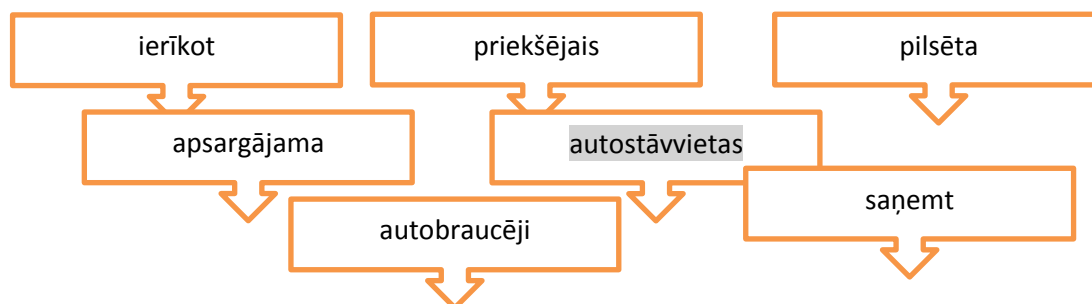 ierīkot
priekšējais
pilsēta
apsargājama
autostāvvietas
saņemt
autobraucēji